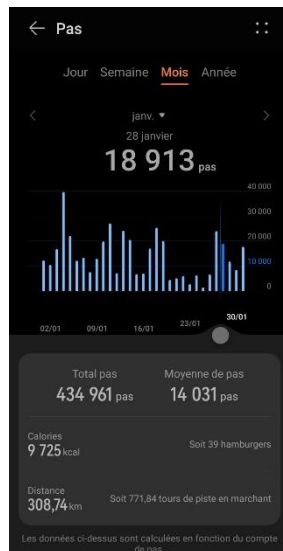 Pas
Jour Semaine Mois Année
janv.
28 janvier
18 913 pas
40 000
30 000
20 000
10 000
0
02/01 09/01 16/01 23/01 30/01
Total pas Moyenne de pas
434 961 pas 14 031 pas
Calories
9 725 kcal Soit 39 hamburgers
Distance
308,74 km Soit 771,84 tours de piste en marchant
Les données ci-dessus sont calculées en fonction du compte
de pas